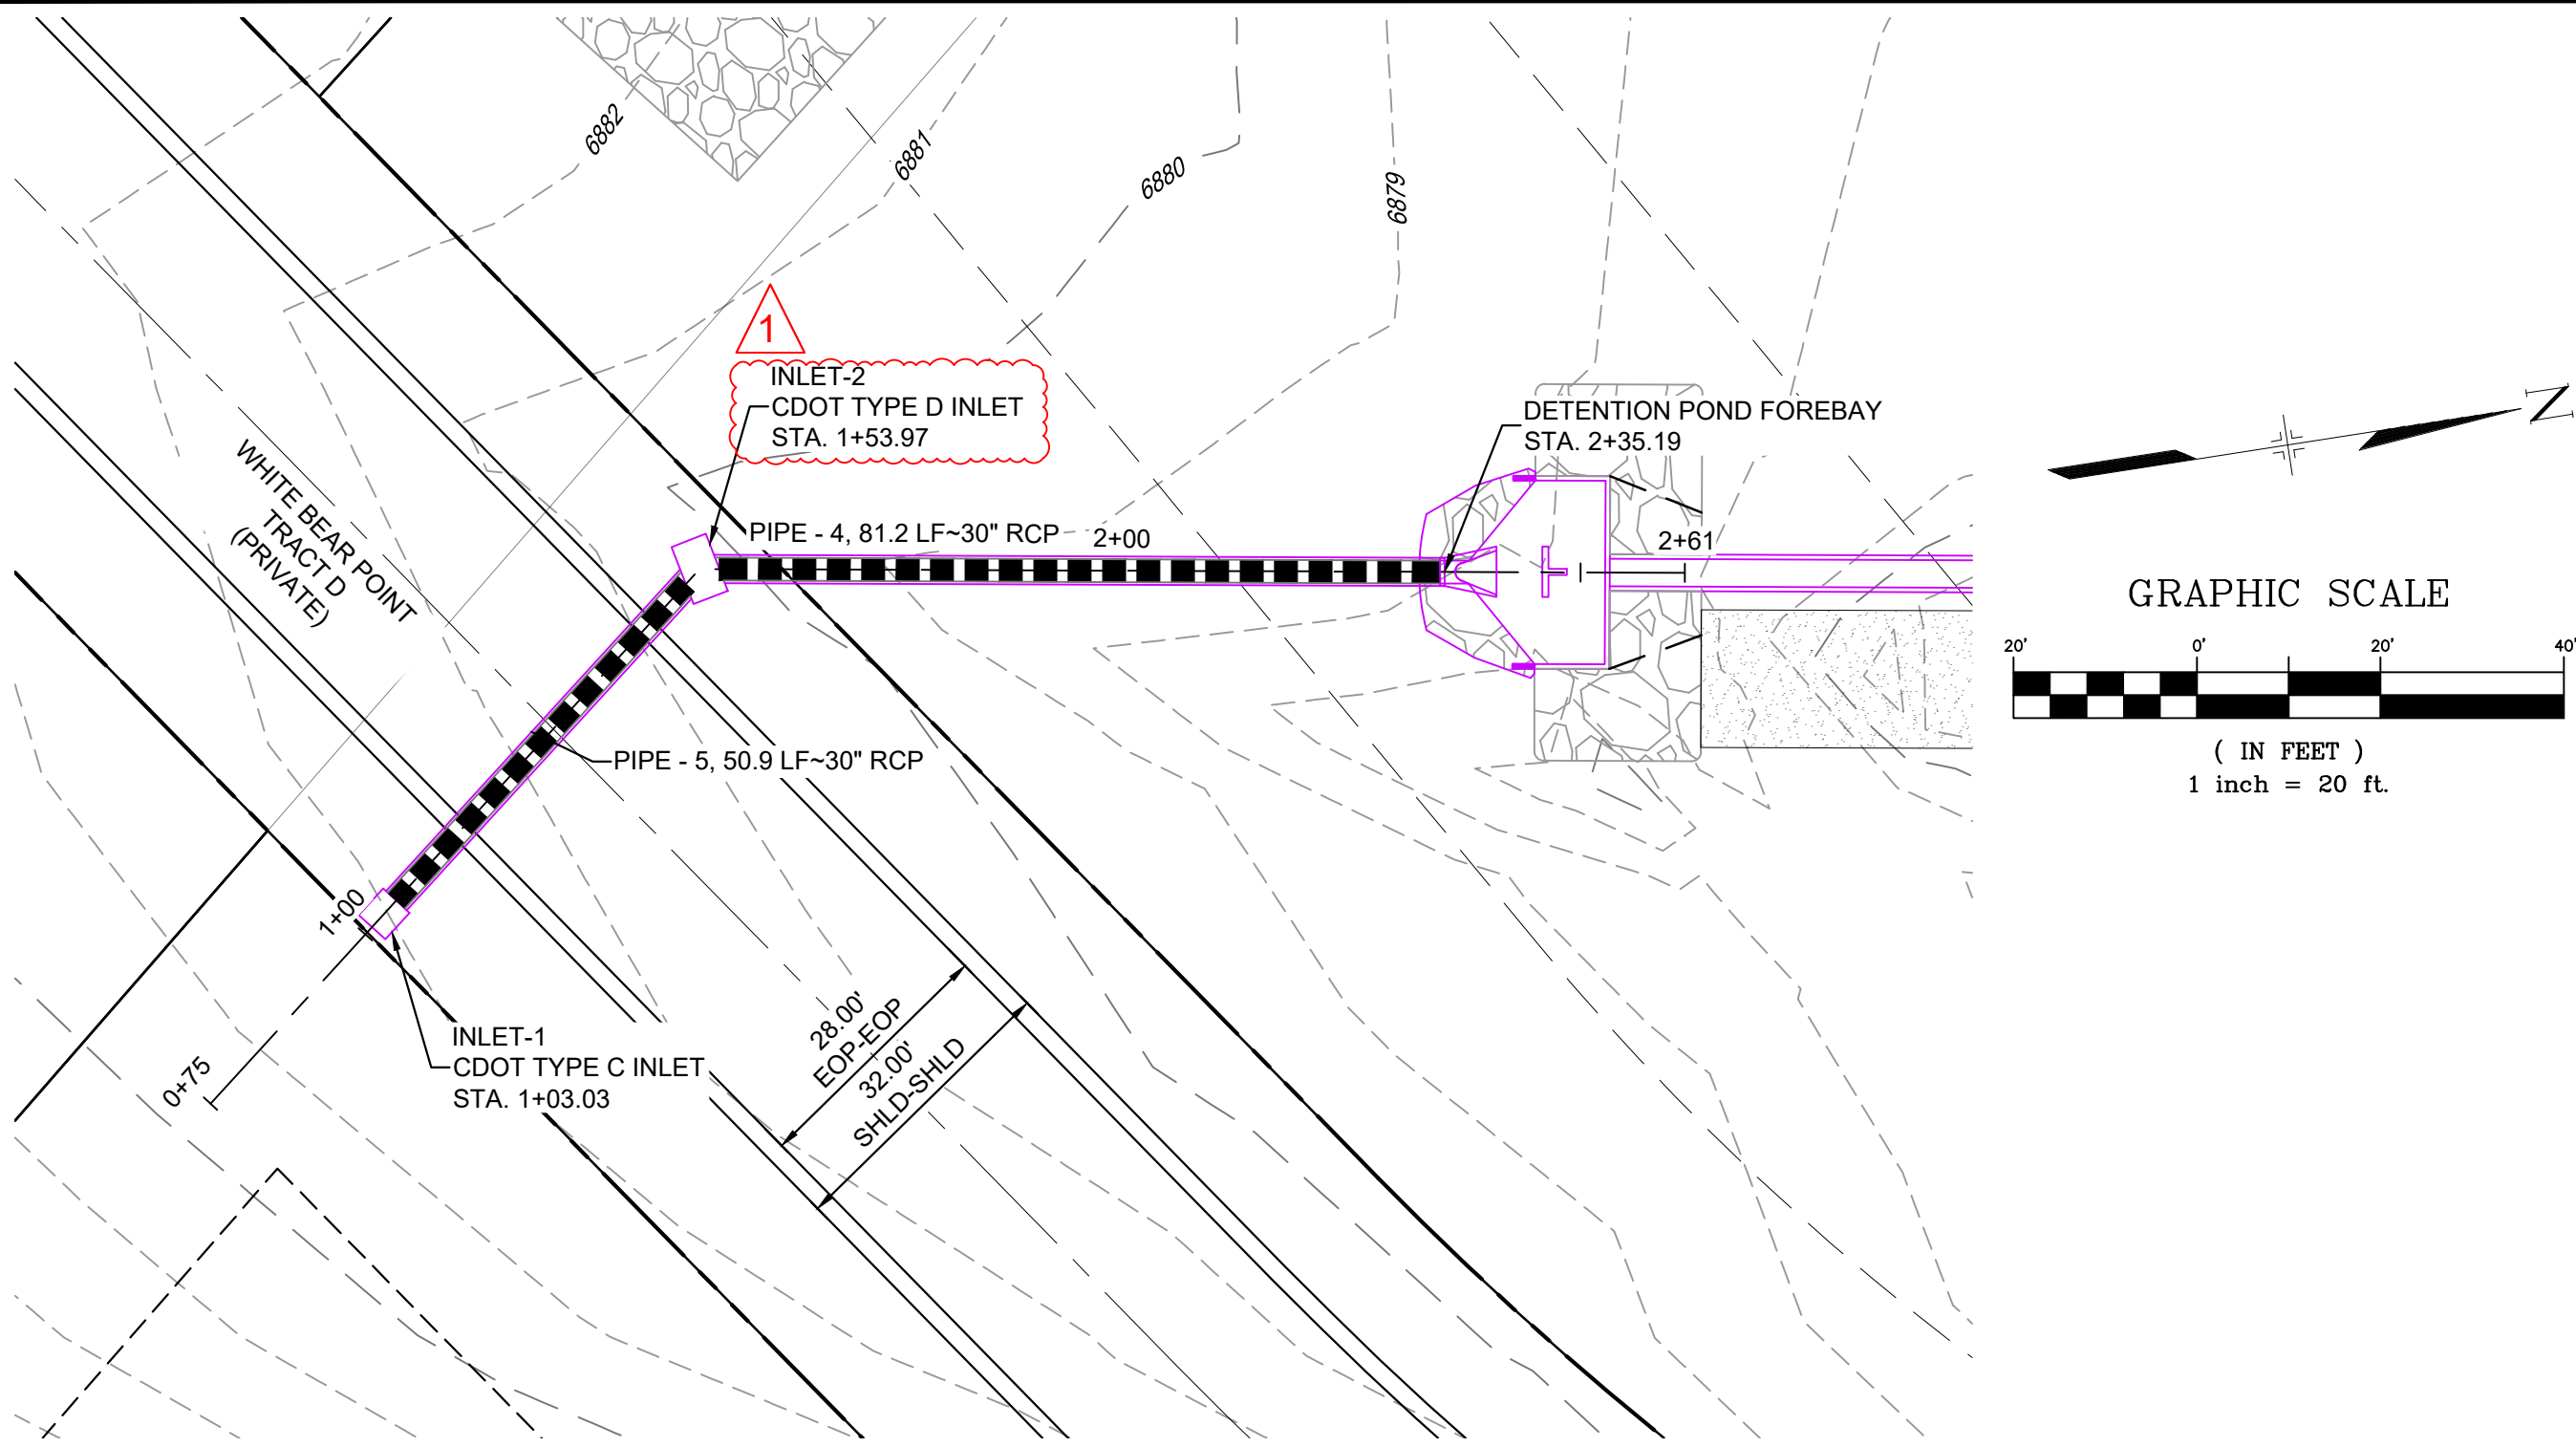 6882
6881
6880
6879
1
INLET-2
CDOT TYPE D INLET
STA. 1+53.97
DETENTION POND FOREBAY
STA. 2+35.19
N
WHITE BEAR POINT
TRACT D
(PRIVATE)
PIPE - 4, 81.2 LF~30" RCP
2+00
2+61
GRAPHIC SCALE
20' 0' 20' 40'
( IN FEET )
1 inch = 20 ft.
PIPE - 5, 50.9 LF~30" RCP
1+00
0+75
INLET-1
CDOT TYPE C INLET
STA. 1+03.03
28.00'
EOP-EOP
32.00'
SHLD-SHLD